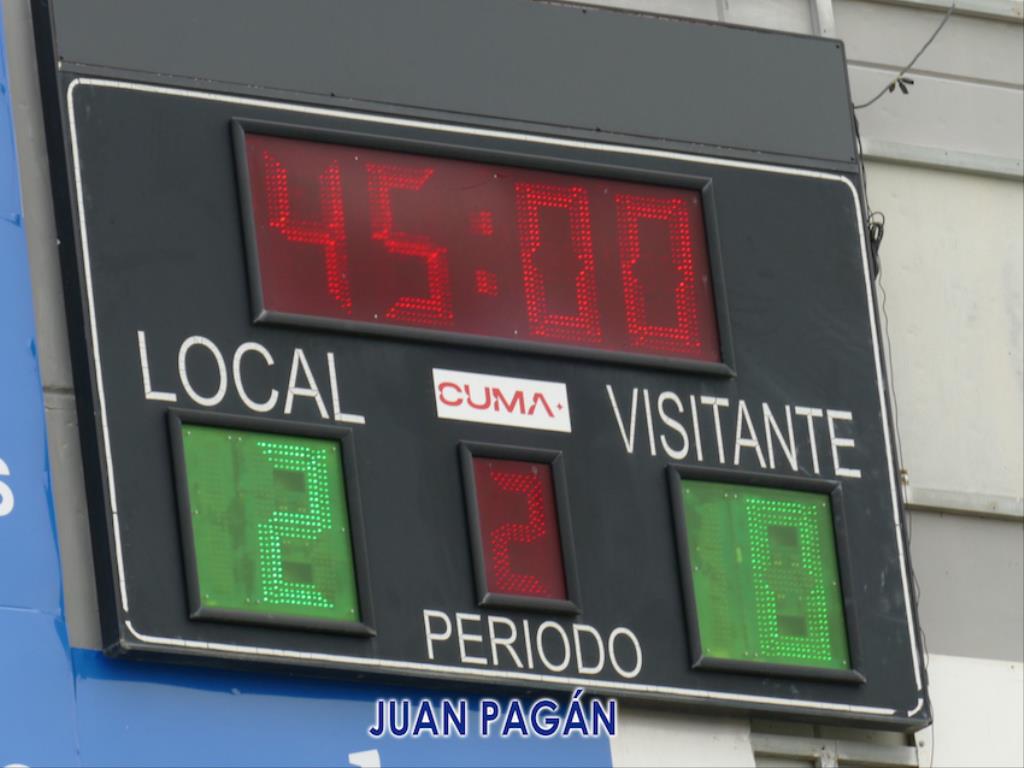 45:00
LOCAL
CUMA
VISITANTE
2
2
0
PERIODO
JUAN PAGÁN